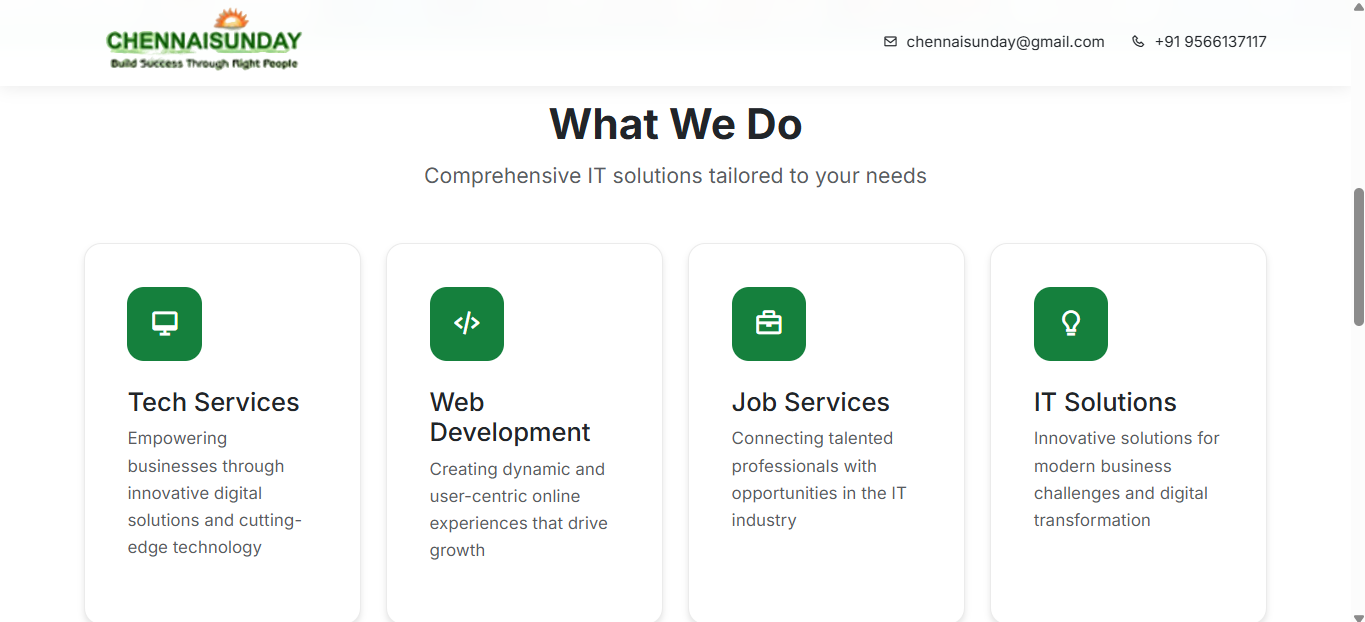 CHENNAISUNDAY
Build Success Through Right People
chennaisunday@gmail.com
+91 9566137117
What We Do
Comprehensive IT solutions tailored to your needs
Tech Services
Empowering
businesses through
innovative digital
solutions and cutting-
edge technology
Web
Development
Creating dynamic and
user-centric online
experiences that drive
growth
Job Services
Connecting talented
professionals with
opportunities in the IT
industry
IT Solutions
Innovative solutions for
modern business
challenges and digital
transformation